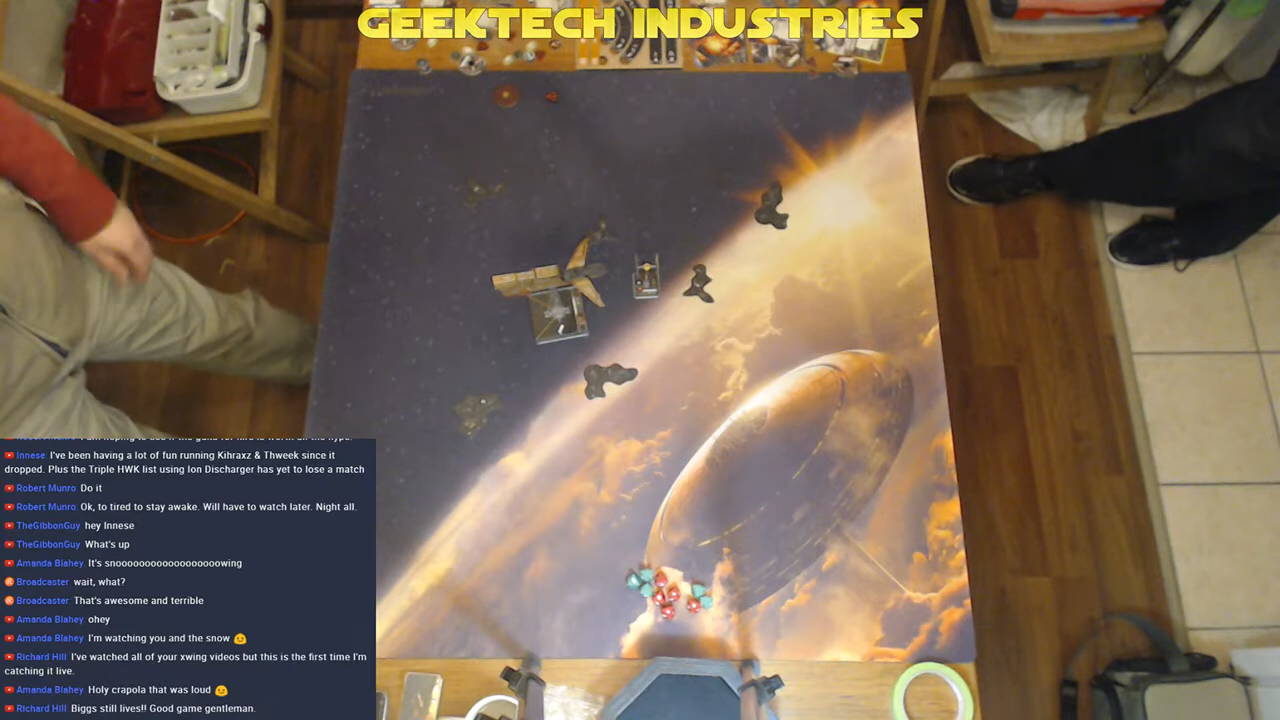 GEEKTECH INDUSTRIES
Innese I've been having a lot of fun running Kihraxz & Thweek since it
dropped. Plus the Triple HWK list using Ion Discharger has yet to lose a match
Robert Munro Do it
Robert Munro Ok, to tired to stay awake. Will have to watch later. Night all.
TheGibbonGuy hey Innese
TheGibbonGuy What's up
Amanda Blahey It's snooooooooooooooooooowing
Broadcaster wait, what?
Broadcaster That's awesome and terrible
Amanda Blahey ohey
Amanda Blahey I'm watching you and the snow
Richard Hill I've watched all of your xwing videos but this is the first time I'm
catching it live.
Amanda Blahey Holy crapola that was loud
Richard Hill Biggs still lives!! Good game gentleman.